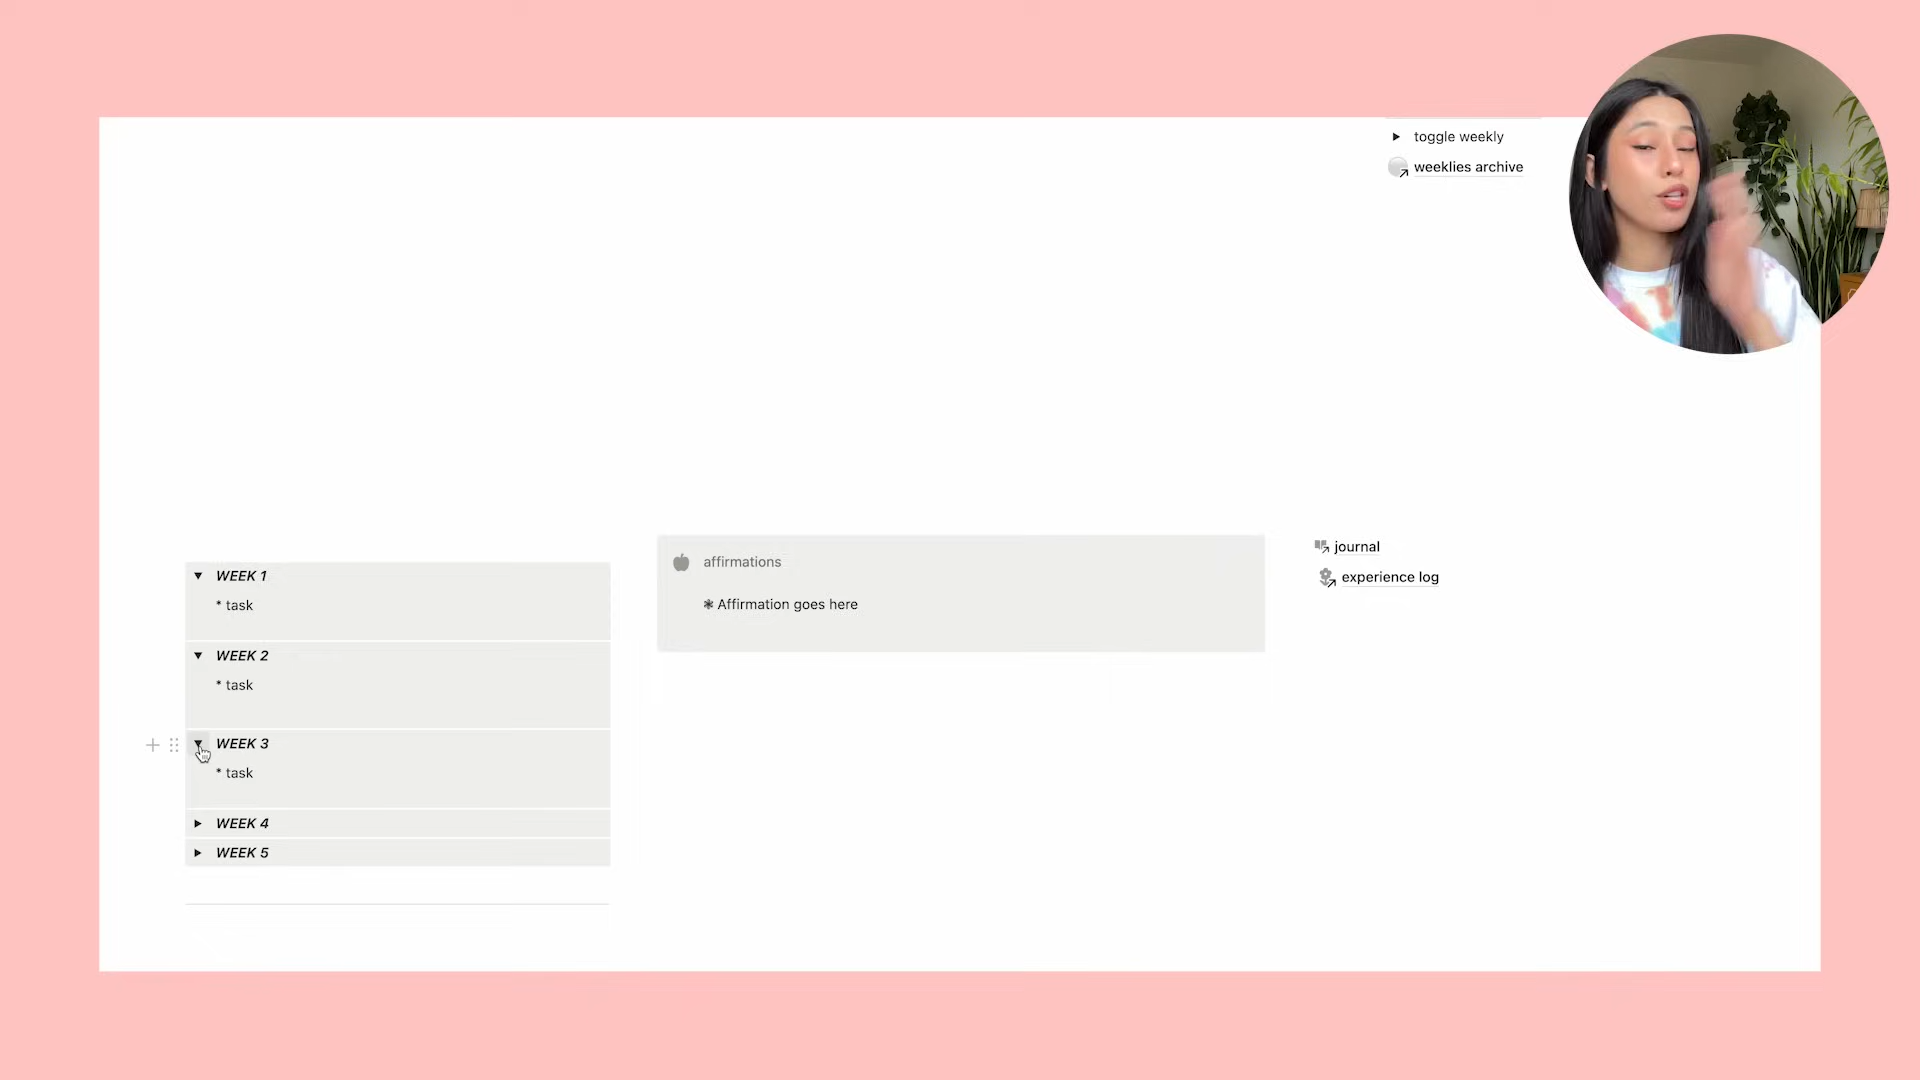 toggle weekly
weeklies archive
WEEK 1
* task
WEEK 2
* task
WEEK 3
* task
WEEK 4
WEEK 5
affirmations
❃ Affirmation goes here
journal
experience log